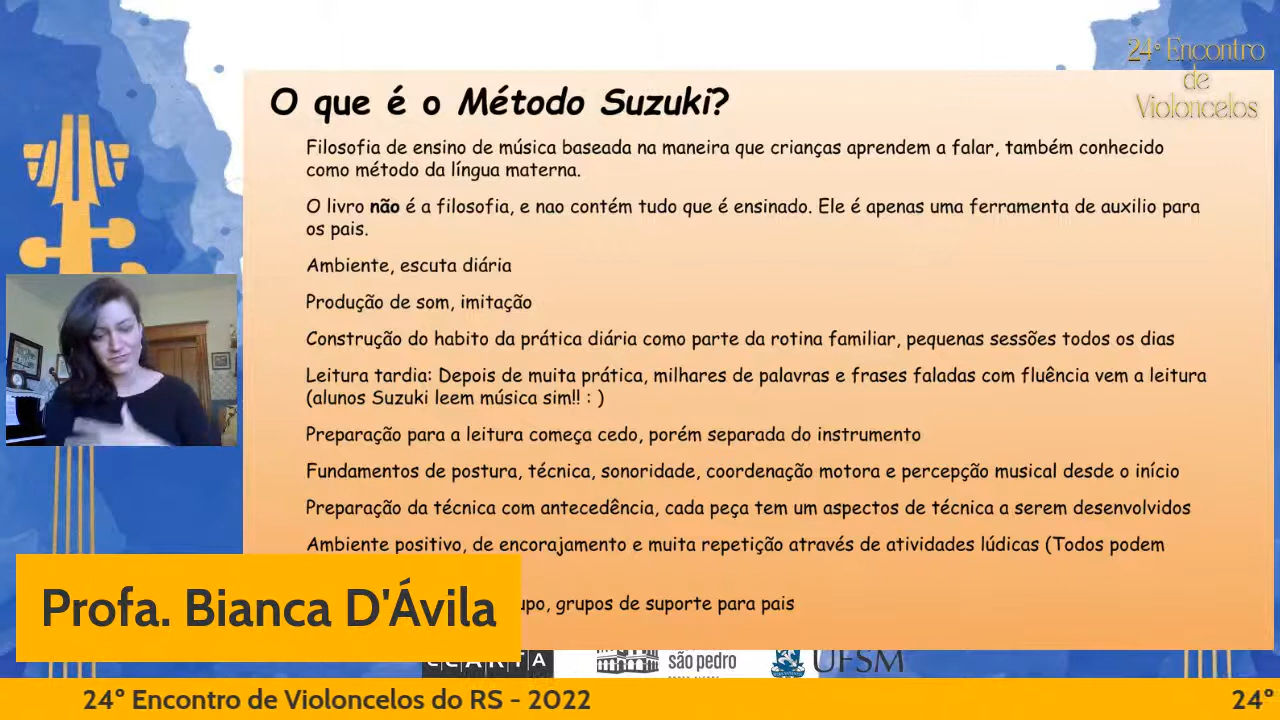 24º Encontro
de
Violoncelos
O que é o Método Suzuki?
Filosofia de ensino de música baseada na maneira que crianças aprendem a falar, também conhecido
como método da língua materna.
O livro não é a filosofia, e nao contém tudo que é ensinado. Ele é apenas uma ferramenta de auxilio para
os pais.
Ambiente, escuta diária
Produção de som, imitação
Construção do habito da prática diária como parte da rotina familiar, pequenas sessões todos os dias
Leitura tardia: Depois de muita prática, milhares de palavras e frases faladas com fluência vem a leitura
(alunos Suzuki leem música sim!! : )
Preparação para a leitura começa cedo, porém separada do instrumento
Fundamentos de postura, técnica, sonoridade, coordenação motora e percepção musical desde o início
Preparação da técnica com antecedência, cada peça tem um aspectos de técnica a serem desenvolvidos
Ambiente positivo, de encorajamento e muita repetição através de atividades lúdicas (Todos podem
upo, grupos de suporte para pais
Profa. Bianca D'Ávila
são pedro
UFSM
24º Encontro de Violoncelos do RS - 2022
24º